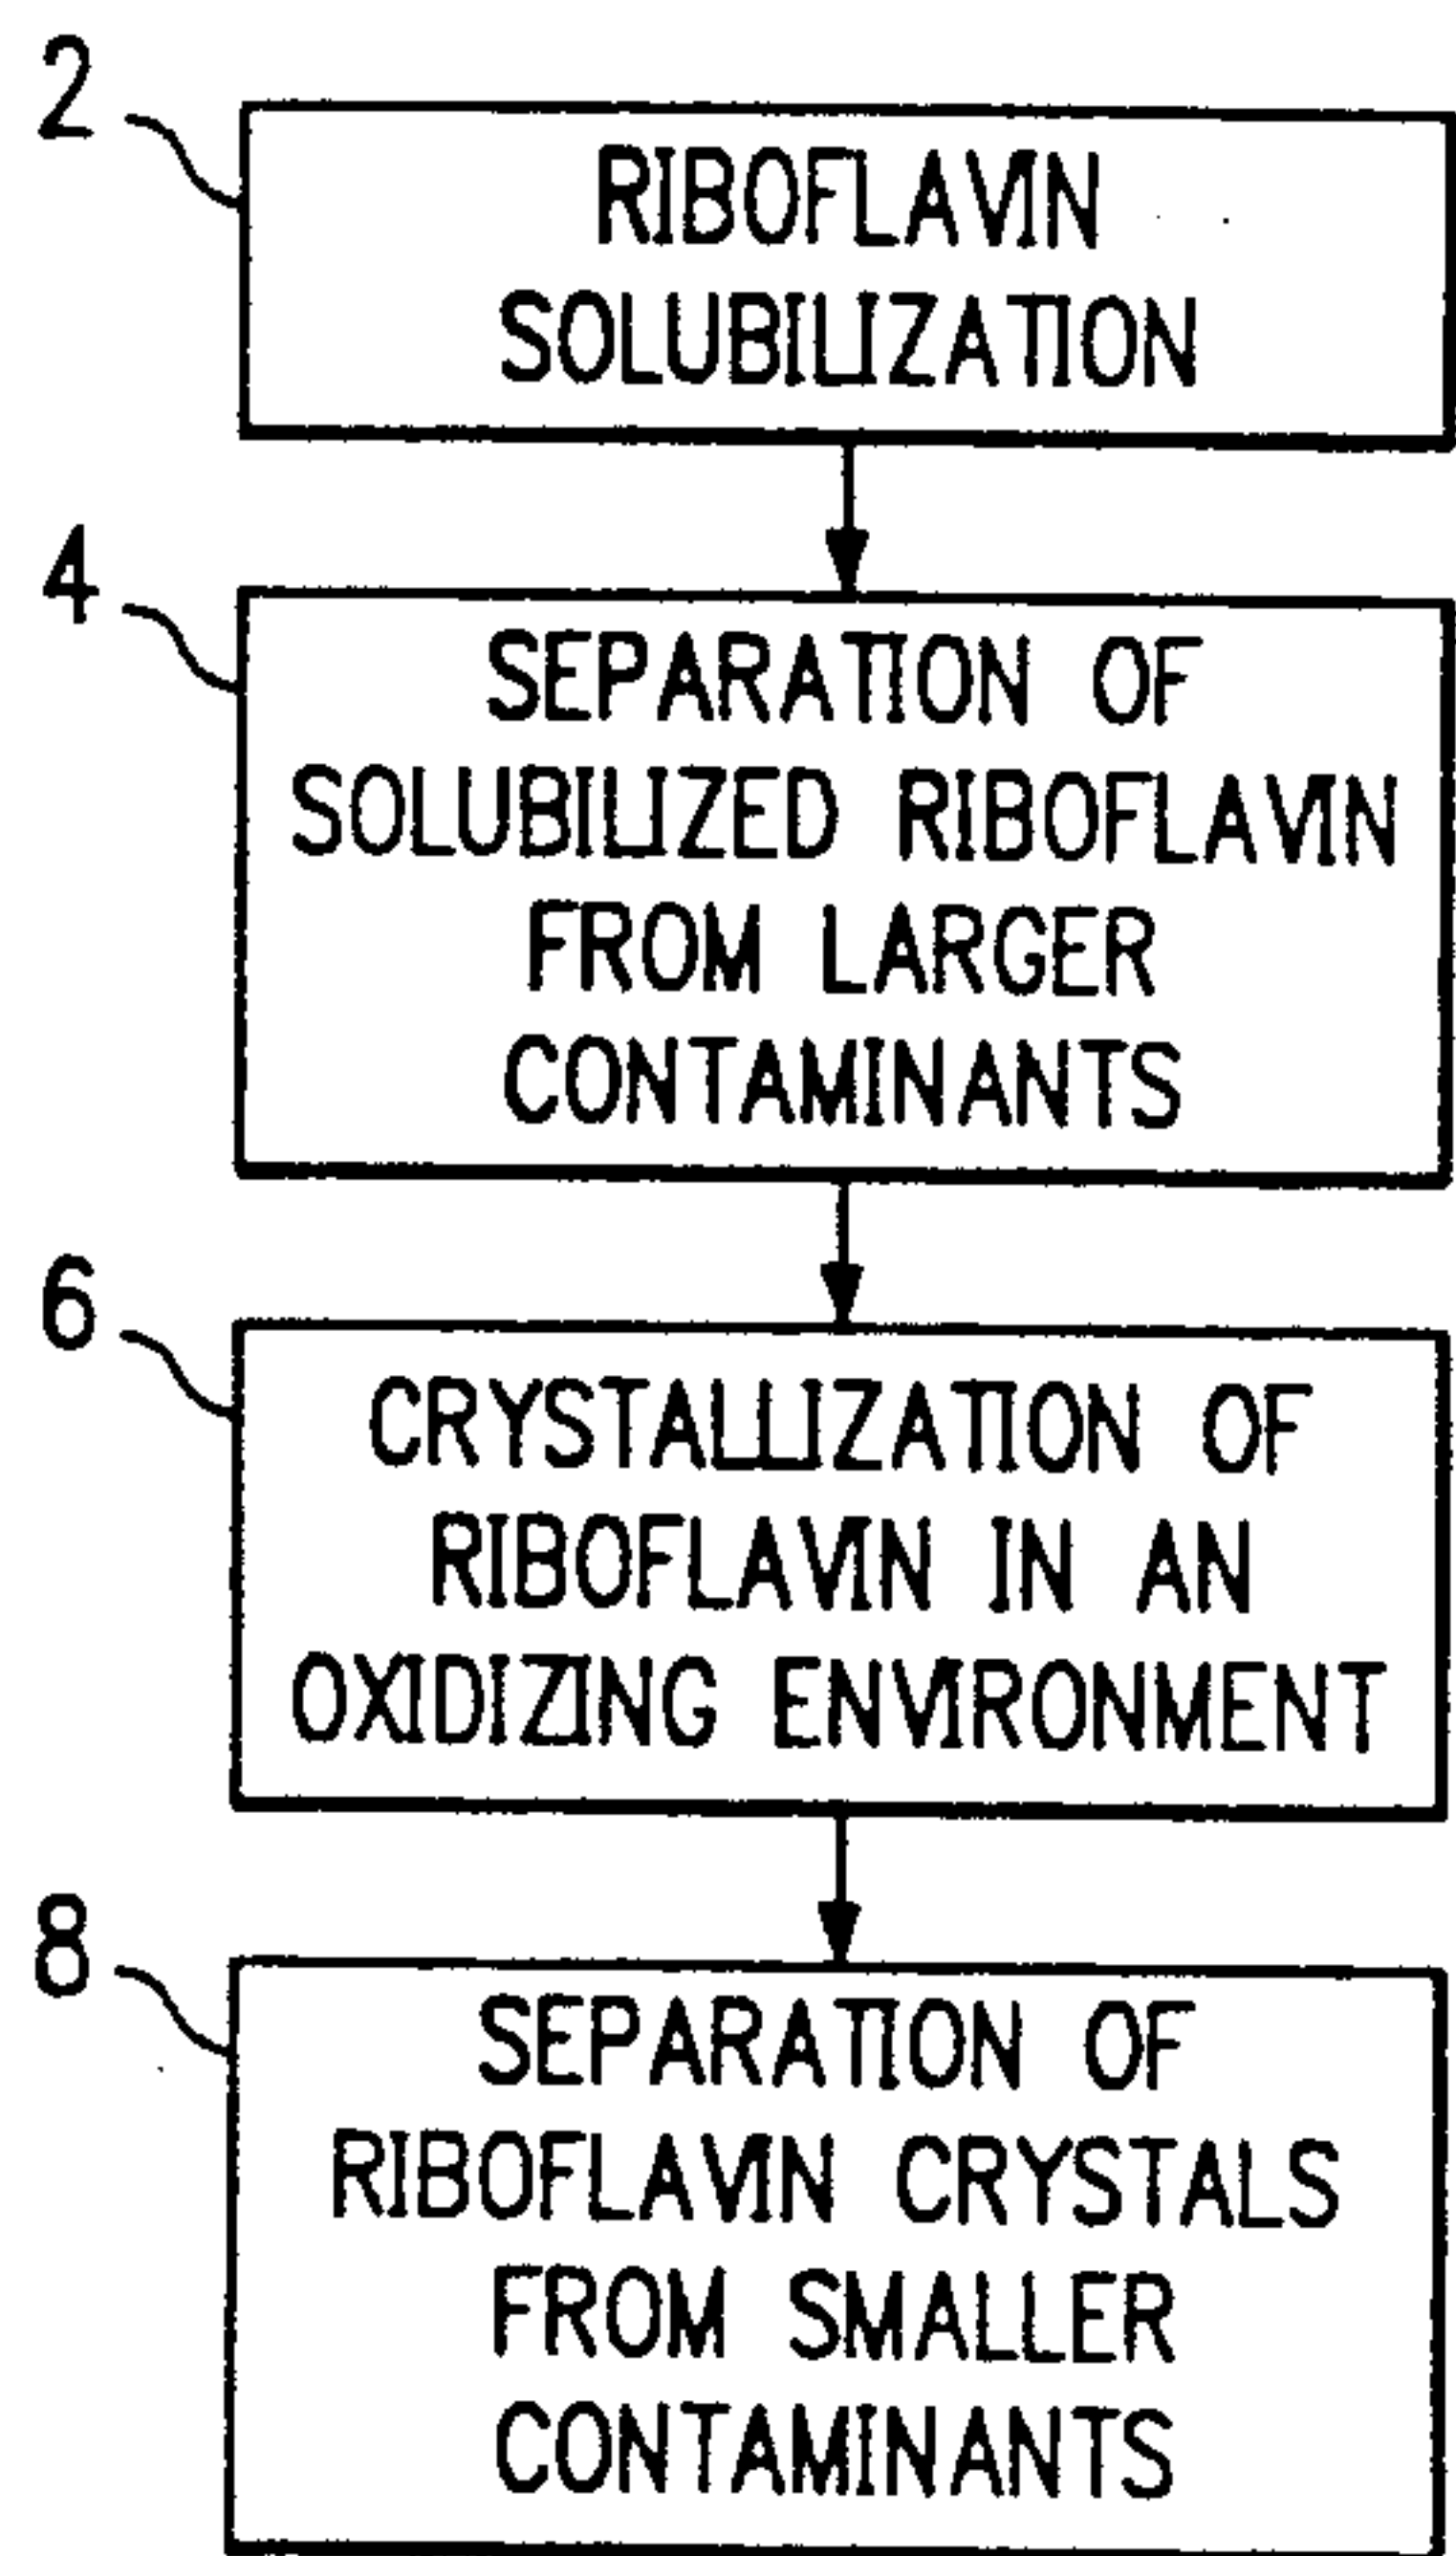 2
RIBOFLAVIN
SOLUBILIZATION
4
SEPARATION OF
SOLUBILIZED RIBOFLAVIN
FROM LARGER
CONTAMINANTS
6
CRYSTALLIZATION OF
RIBOFLAVIN IN AN
OXIDIZING ENVIRONMENT
8
SEPARATION OF
RIBOFLAVIN CRYSTALS
FROM SMALLER
CONTAMINANTS